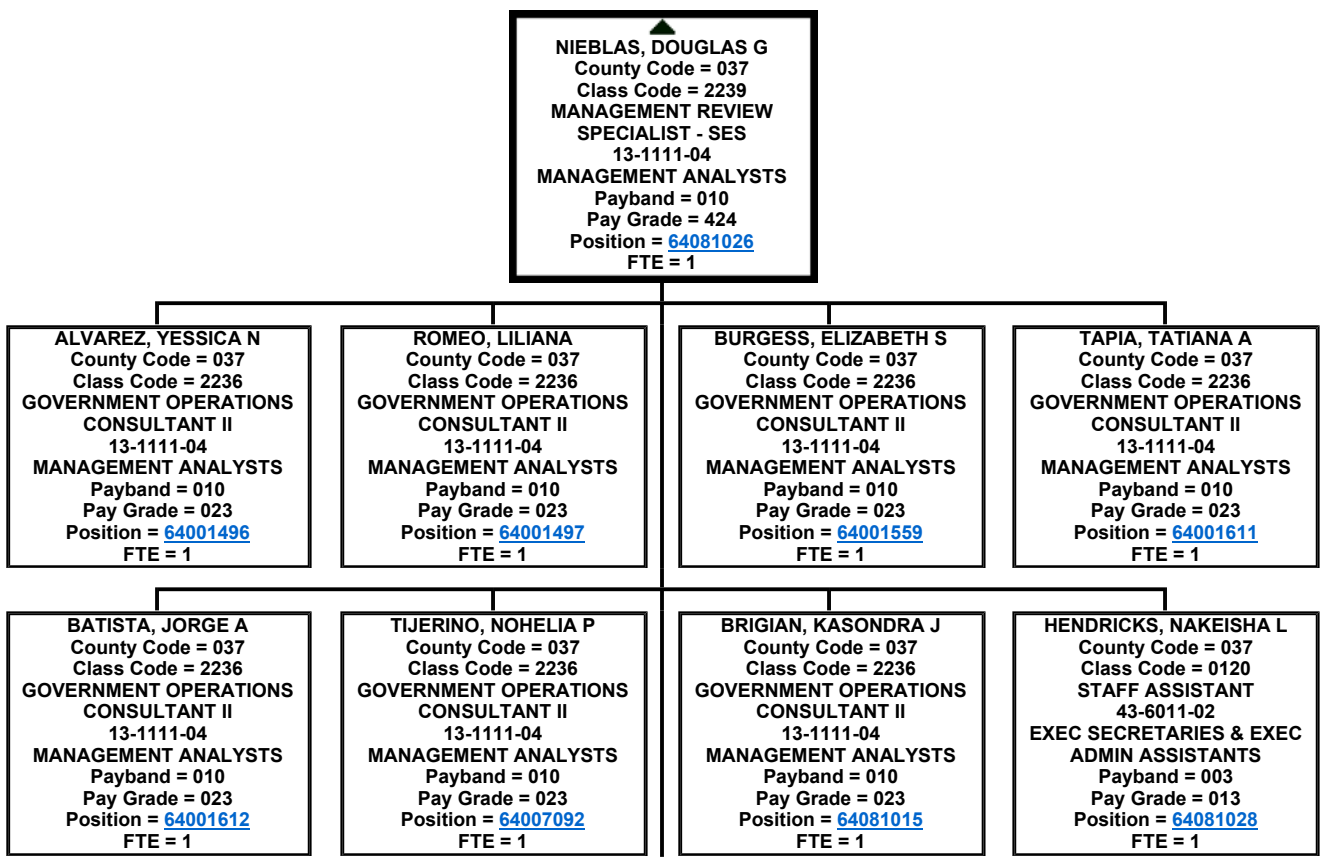 NIEBLAS, DOUGLAS G
County Code = 037
Class Code = 2239
MANAGEMENT REVIEW
SPECIALIST - SES
13-1111-04
MANAGEMENT ANALYSTS
Payband = 010
Pay Grade = 424
Position = 64081026
FTE = 1
ALVAREZ, YESSICA N
County Code = 037
Class Code = 2236
GOVERNMENT OPERATIONS
CONSULTANT II
13-1111-04
MANAGEMENT ANALYSTS
Payband = 010
Pay Grade = 023
Position = 64001496
FTE = 1
ROMEO, LILIANA
County Code = 037
Class Code = 2236
GOVERNMENT OPERATIONS
CONSULTANT II
13-1111-04
MANAGEMENT ANALYSTS
Payband = 010
Pay Grade = 023
Position = 64001497
FTE = 1
BURGESS, ELIZABETH S
County Code = 037
Class Code = 2236
GOVERNMENT OPERATIONS
CONSULTANT II
13-1111-04
MANAGEMENT ANALYSTS
Payband = 010
Pay Grade = 023
Position = 64001559
FTE = 1
TAPIA, TATIANA A
County Code = 037
Class Code = 2236
GOVERNMENT OPERATIONS
CONSULTANT II
13-1111-04
MANAGEMENT ANALYSTS
Payband = 010
Pay Grade = 023
Position = 64001611
FTE = 1
BATISTA, JORGE A
County Code = 037
Class Code = 2236
GOVERNMENT OPERATIONS
CONSULTANT II
13-1111-04
MANAGEMENT ANALYSTS
Payband = 010
Pay Grade = 023
Position = 64001612
FTE = 1
TIJERINO, NOHELIA P
County Code = 037
Class Code = 2236
GOVERNMENT OPERATIONS
CONSULTANT II
13-1111-04
MANAGEMENT ANALYSTS
Payband = 010
Pay Grade = 023
Position = 64007092
FTE = 1
BRIGIAN, KASONDRA J
County Code = 037
Class Code = 2236
GOVERNMENT OPERATIONS
CONSULTANT II
13-1111-04
MANAGEMENT ANALYSTS
Payband = 010
Pay Grade = 023
Position = 64081015
FTE = 1
HENDRICKS, NAKEISHA L
County Code = 037
Class Code = 0120
STAFF ASSISTANT
43-6011-02
EXEC SECRETARIES & EXEC
ADMIN ASSISTANTS
Payband = 003
Pay Grade = 013
Position = 64081028
FTE = 1